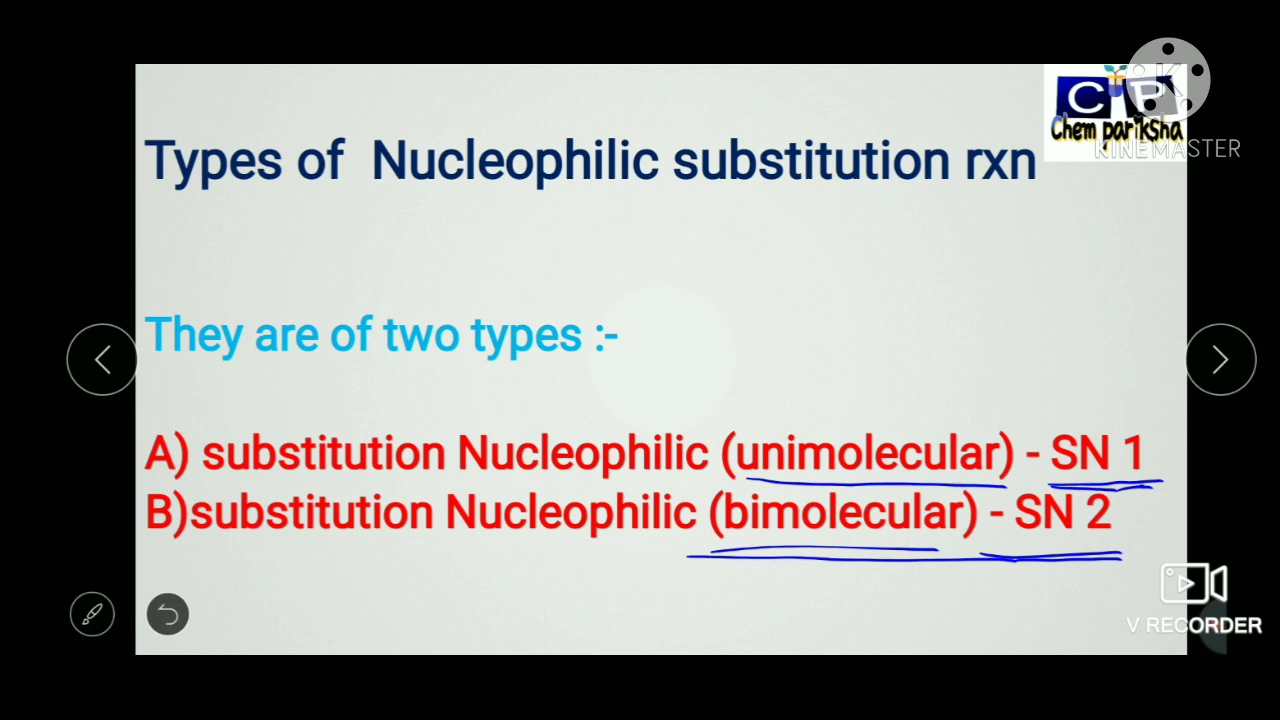 C P
Chem pariksha
KINEMASTER
Types of Nucleophilic substitution rxn
They are of two types :-
A) substitution Nucleophilic (unimolecular) - SN 1
B)substitution Nucleophilic (bimolecular) - SN 2
V RECORDER